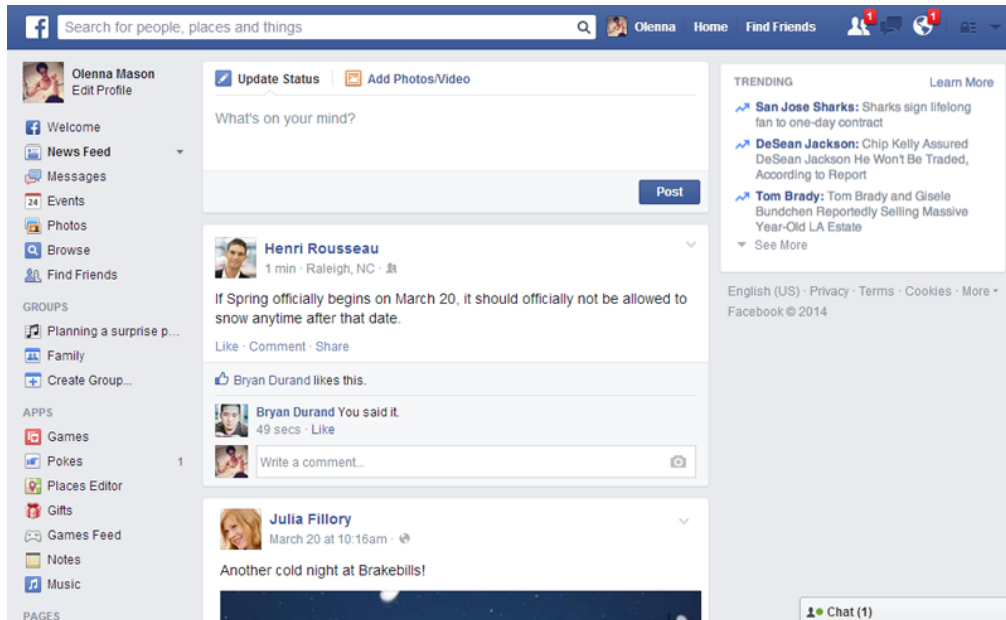 f
Search for people, places and things
Olenna Home Find Friends
1
1
Olenna Mason
Edit Profile
Welcome
News Feed
Messages
24 Events
Photos
Browse
Find Friends
GROUPS
Planning a surprise p...
Family
Create Group...
APPS
Games
Pokes 1
Places Editor
Gifts
Games Feed
Notes
Music
PAGES
Update Status
Add Photos/Video
What's on your mind?
Post
Henri Rousseau
1 min · Raleigh, NC ·
If Spring officially begins on March 20, it should officially not be allowed to
snow anytime after that date.
Like · Comment · Share
Bryan Durand likes this.
Bryan Durand You said it.
49 secs · Like
Write a comment...
Julia Fillory
March 20 at 10:16am ·
Another cold night at Brakebills!
TRENDING Learn More
San Jose Sharks: Sharks sign lifelong
fan to one-day contract
DeSean Jackson: Chip Kelly Assured
DeSean Jackson He Won't Be Traded,
According to Report
Tom Brady: Tom Brady and Gisele
Bundchen Reportedly Selling Massive
Year-Old LA Estate
See More
English (US) · Privacy · Terms · Cookies · More
Facebook © 2014
Chat (1)